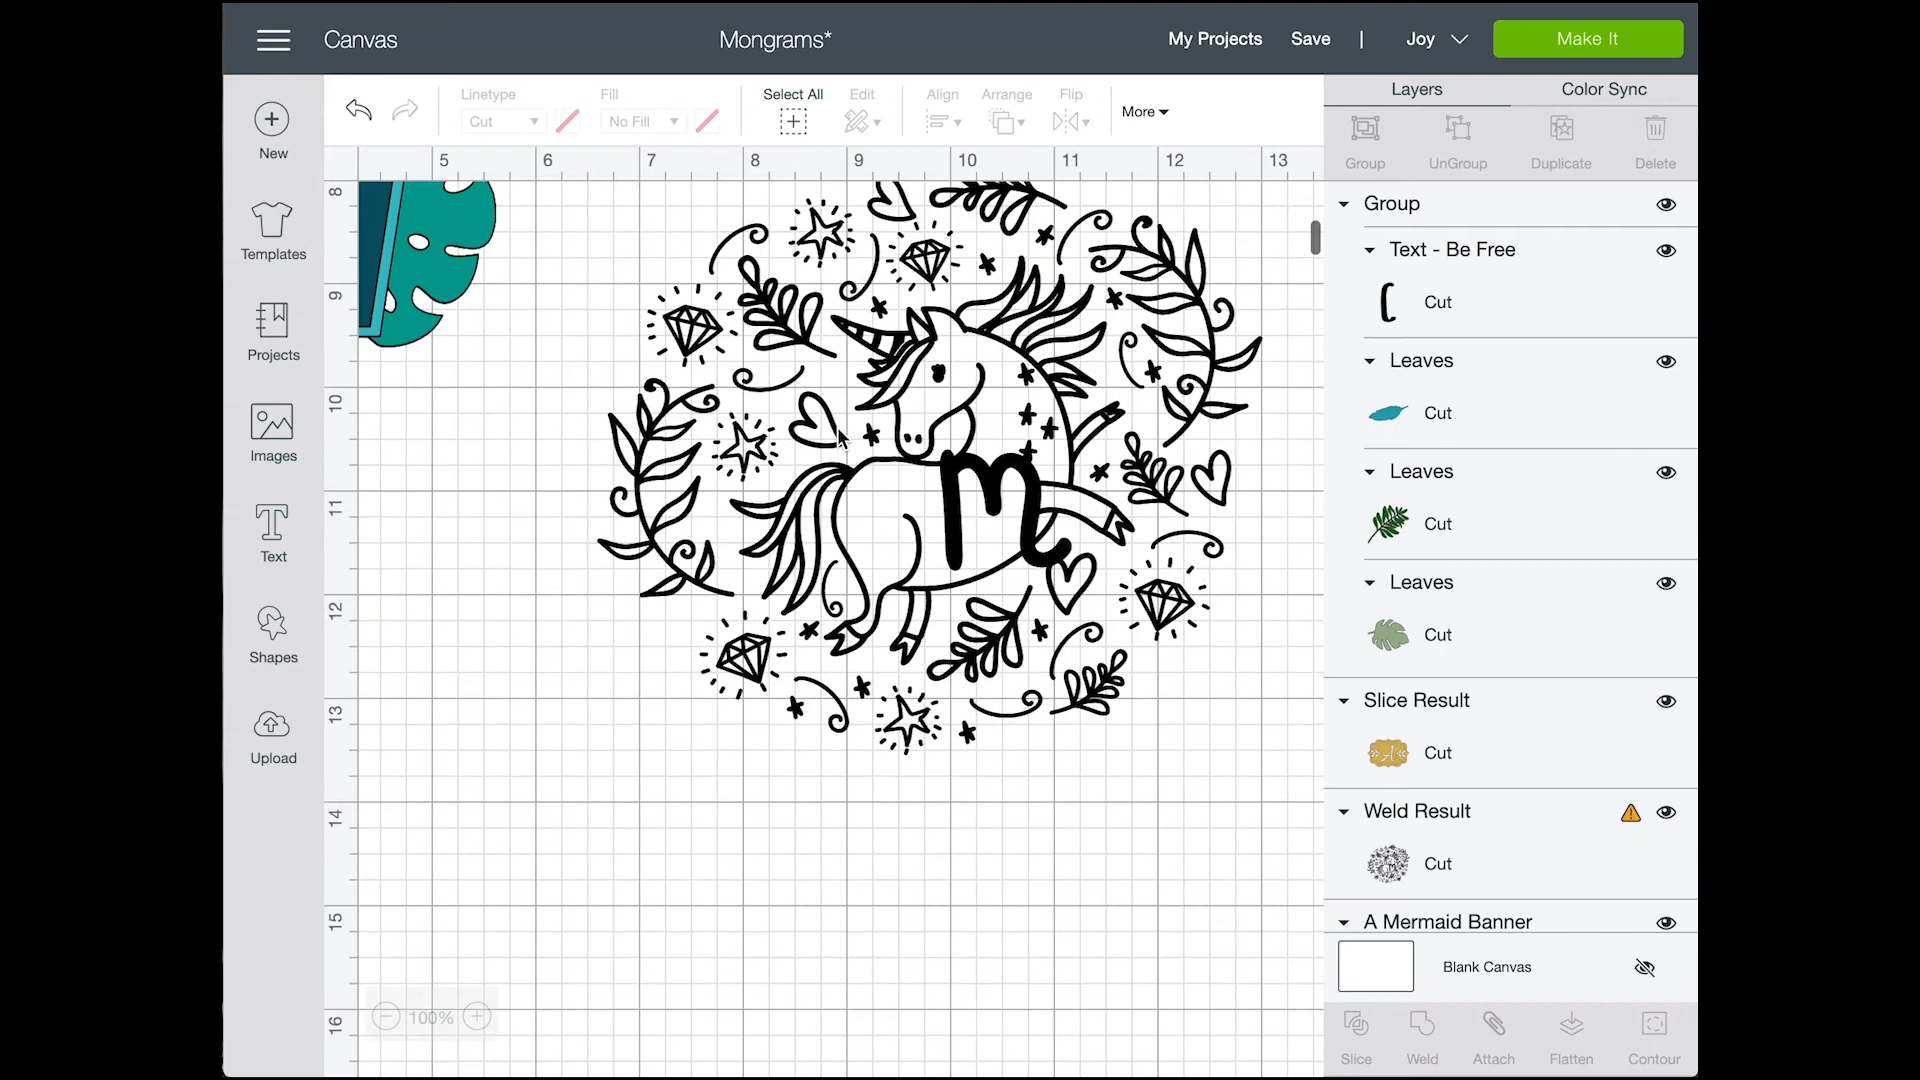 Canvas
Mongrams*
My Projects
Save
|
Joy
Make It
New
Templates
Projects
Images
Text
Shapes
Upload
Linetype
Cut
Fill
No Fill
Select All
Edit
Align
Arrange
Flip
More
5 6 7 8 9 10 11 12 13
8
9
10
11
12
13
14
15
16
m
100%
Layers
Color Sync
Group
UnGroup
Duplicate
Delete
Group
Text - Be Free
Cut
Leaves
Cut
Leaves
Cut
Leaves
Cut
Slice Result
Cut
Weld Result
Cut
A Mermaid Banner
Blank Canvas
Slice
Weld
Attach
Flatten
Contour